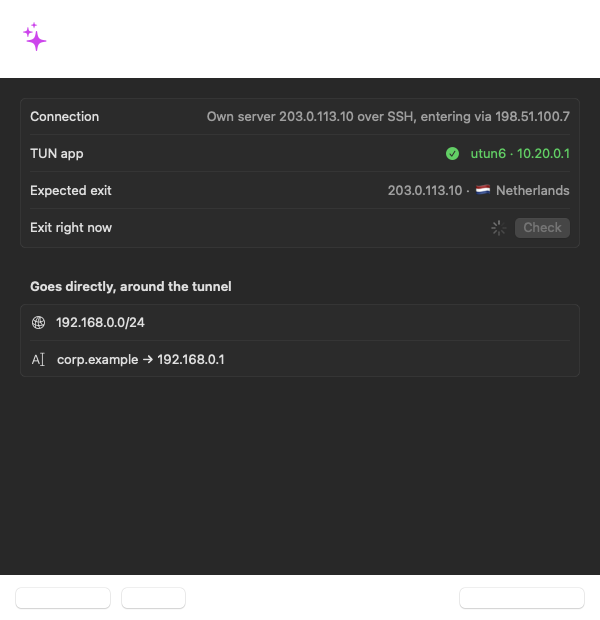 Connection Own server 203.0.113.10 over SSH, entering via 198.51.100.7
TUN app utun6 · 10.20.0.1
Expected exit 203.0.113.10 · 🇳🇱 Netherlands
Exit right now Check
Goes directly, around the tunnel
192.168.0.0/24
corp.example → 192.168.0.1